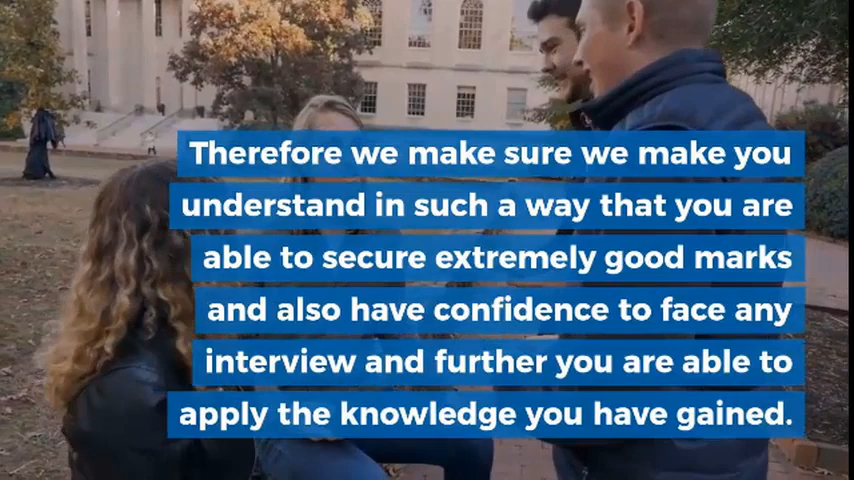 Therefore we make sure we make you
understand in such a way that you are
able to secure extremely good marks
and also have confidence to face any
interview and further you are able to
apply the knowledge you have gained.